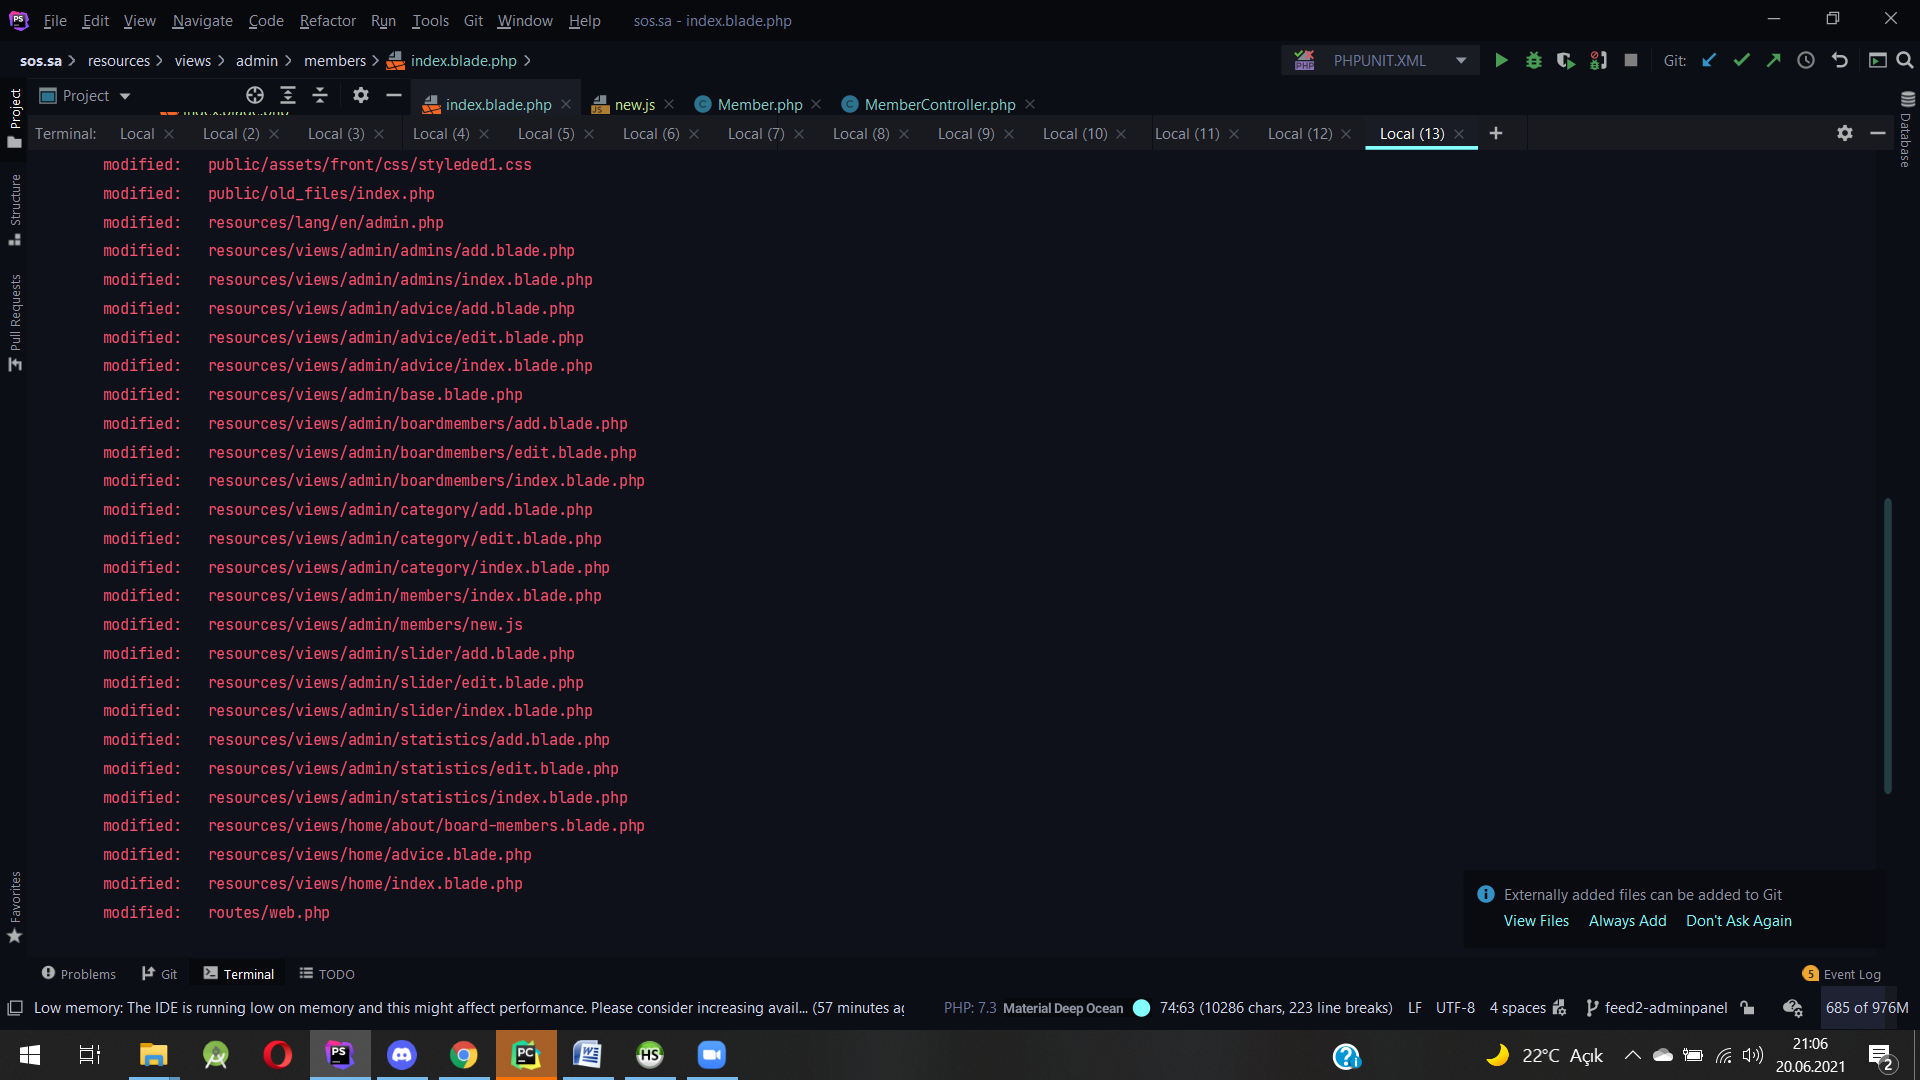 File Edit View Navigate Code Refactor Run Tools Git Window Help sos.sa - index.blade.php
sos.sa resources views admin members index.blade.php PHPUNIT.XML Git:
Project index.blade.php new.js Member.php MemberController.php
Terminal: Local Local (2) Local (3) Local (4) Local (5) Local (6) Local (7) Local (8) Local (9) Local (10) Local (11) Local (12) Local (13)
modified: public/assets/front/css/styleded1.css
modified: public/old_files/index.php
modified: resources/lang/en/admin.php
modified: resources/views/admin/admins/add.blade.php
modified: resources/views/admin/admins/index.blade.php
modified: resources/views/admin/advice/add.blade.php
modified: resources/views/admin/advice/edit.blade.php
modified: resources/views/admin/advice/index.blade.php
modified: resources/views/admin/base.blade.php
modified: resources/views/admin/boardmembers/add.blade.php
modified: resources/views/admin/boardmembers/edit.blade.php
modified: resources/views/admin/boardmembers/index.blade.php
modified: resources/views/admin/category/add.blade.php
modified: resources/views/admin/category/edit.blade.php
modified: resources/views/admin/category/index.blade.php
modified: resources/views/admin/members/index.blade.php
modified: resources/views/admin/members/new.js
modified: resources/views/admin/slider/add.blade.php
modified: resources/views/admin/slider/edit.blade.php
modified: resources/views/admin/slider/index.blade.php
modified: resources/views/admin/statistics/add.blade.php
modified: resources/views/admin/statistics/edit.blade.php
modified: resources/views/admin/statistics/index.blade.php
modified: resources/views/home/about/board-members.blade.php
modified: resources/views/home/advice.blade.php
modified: resources/views/home/index.blade.php
modified: routes/web.php
Project
Structure
Pull Requests
Favorites
Database
Externally added files can be added to Git
View Files Always Add Don't Ask Again
Problems Git Terminal TODO 5 Event Log
Low memory: The IDE is running low on memory and this might affect performance. Please consider increasing avail... (57 minutes ag PHP: 7.3 Material Deep Ocean 74:63 (10286 chars, 223 line breaks) LF UTF-8 4 spaces feed2-adminpanel 685 of 976M
22°C Açık 21:06
20.06.2021 2